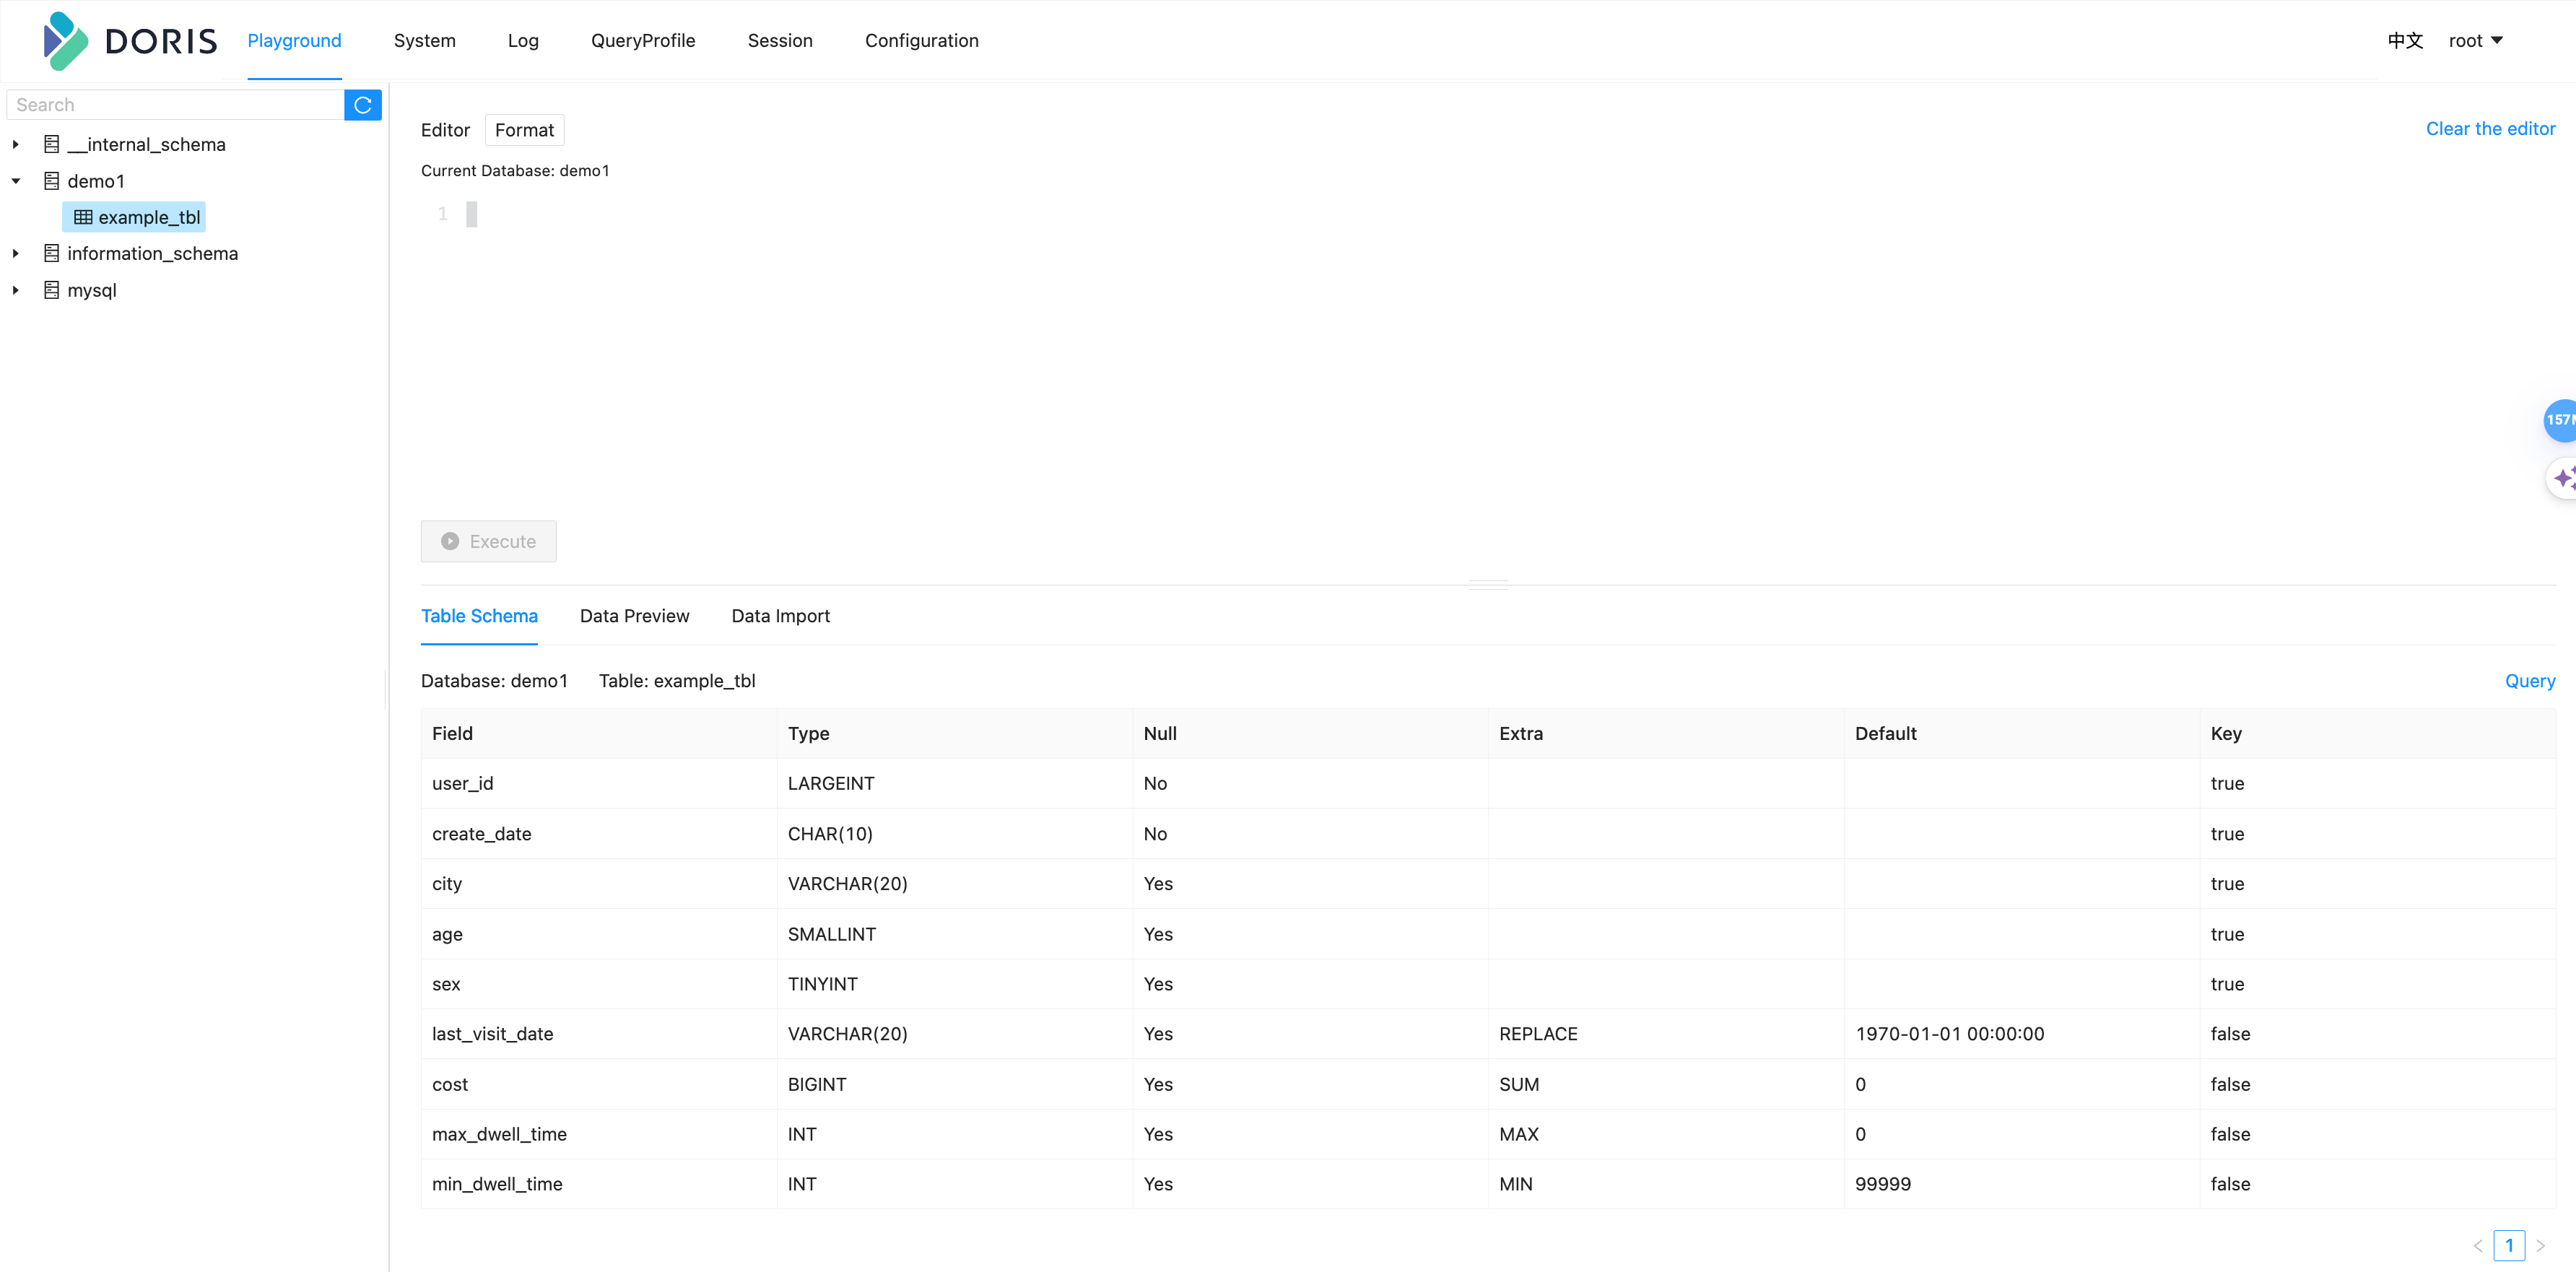 DORIS Playground System Log QueryProfile Session Configuration 中文 root
Search
__internal_schema
demo1
example_tbl
information_schema
mysql
Editor Format Clear the editor
Current Database: demo1
1
Execute
Table Schema Data Preview Data Import
Database: demo1 Table: example_tbl Query
Field Type Null Extra Default Key
user_id LARGEINT No true
create_date CHAR(10) No true
city VARCHAR(20) Yes true
age SMALLINT Yes true
sex TINYINT Yes true
last_visit_date VARCHAR(20) Yes REPLACE 1970-01-01 00:00:00 false
cost BIGINT Yes SUM 0 false
max_dwell_time INT Yes MAX 0 false
min_dwell_time INT Yes MIN 99999 false
1